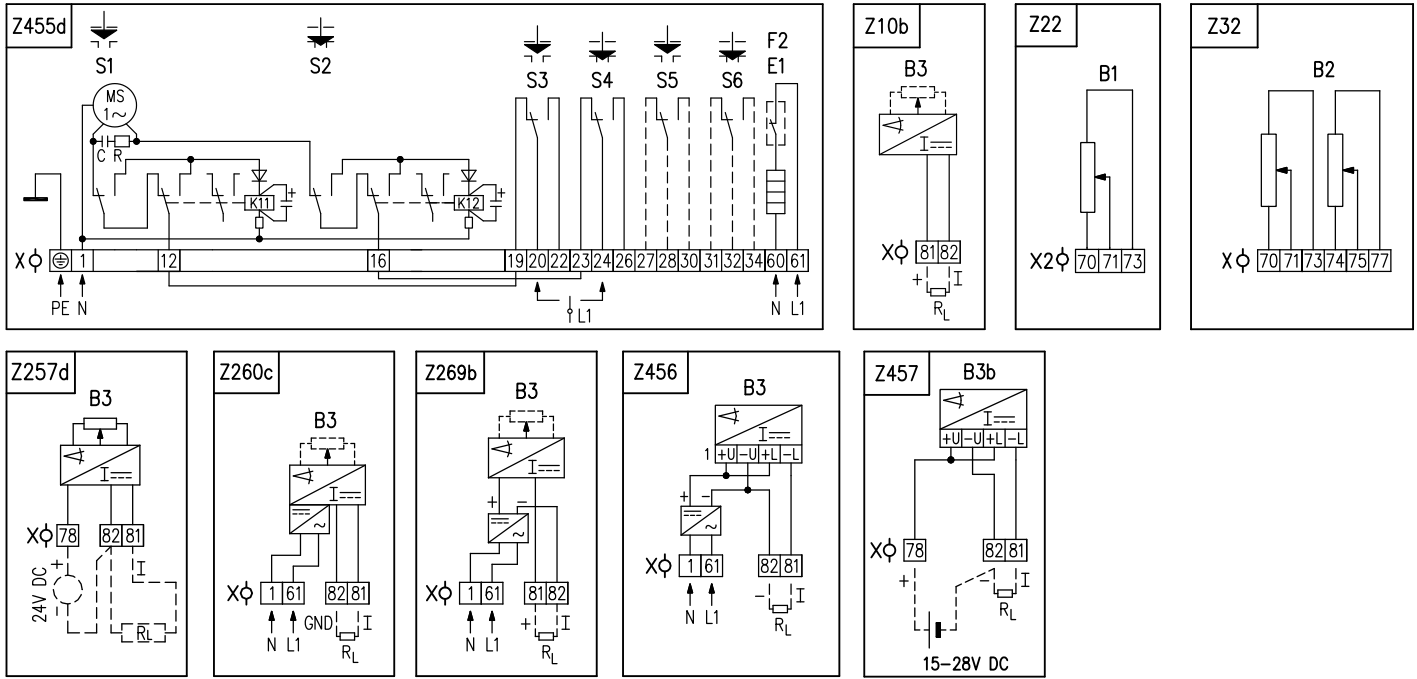 Z455d
S1
S2
S3
S4
S5
S6
F2
E1
MS
1~
C R
K11
+
K12
+
X 1 12 16 19 20 22 23 24 26 27 28 30 31 32 34 60 61
PE N
L1
N L1
Z10b
B3
I
X 81 82
+ I
RL
Z22
B1
X2 70 71 73
Z32
B2
X 70 71 73 74 75 77
Z257d
B3
I
X 78 82 81
+
24V DC
I
RL
Z260c
B3
I
~
X 1 61 82 81
GND I
N L1
RL
Z269b
B3
I
+ −
~
X 1 61 81 82
+ I
N L1
RL
Z456
B3
I
1 +U −U +L −L
+ −
~
X 1 61 82 81
− I
N L1
RL
Z457
B3b
I
+U −U +L −L
X 78 82 81
+ − I
RL
15−28V DC